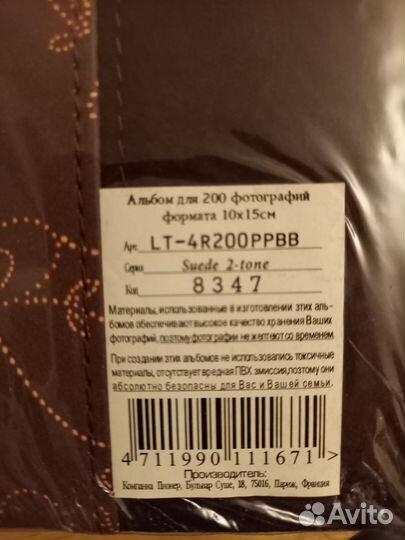 Альбом для 200 фотографий
формата 10x15см
Арт. LT-4R200PPBB
Серия Suede 2-tone
Код 8347
Материалы, использованные в изготовлении этих аль-
бомов обеспечивают высокое качество хранения Ваших
фотографий, поэтому фотографии не желтеют со временем.
При создании этих альбомов не использовались токсичные
материалы, отсутствует вредная ПВХ эмиссия, поэтому они
абсолютно безопасны для Вас и Вашей семьи.
4 711990 111671 >
Производитель:
Компания Пионер, Бульвар Суше, 18, 75016, Париж, Франция
Avito